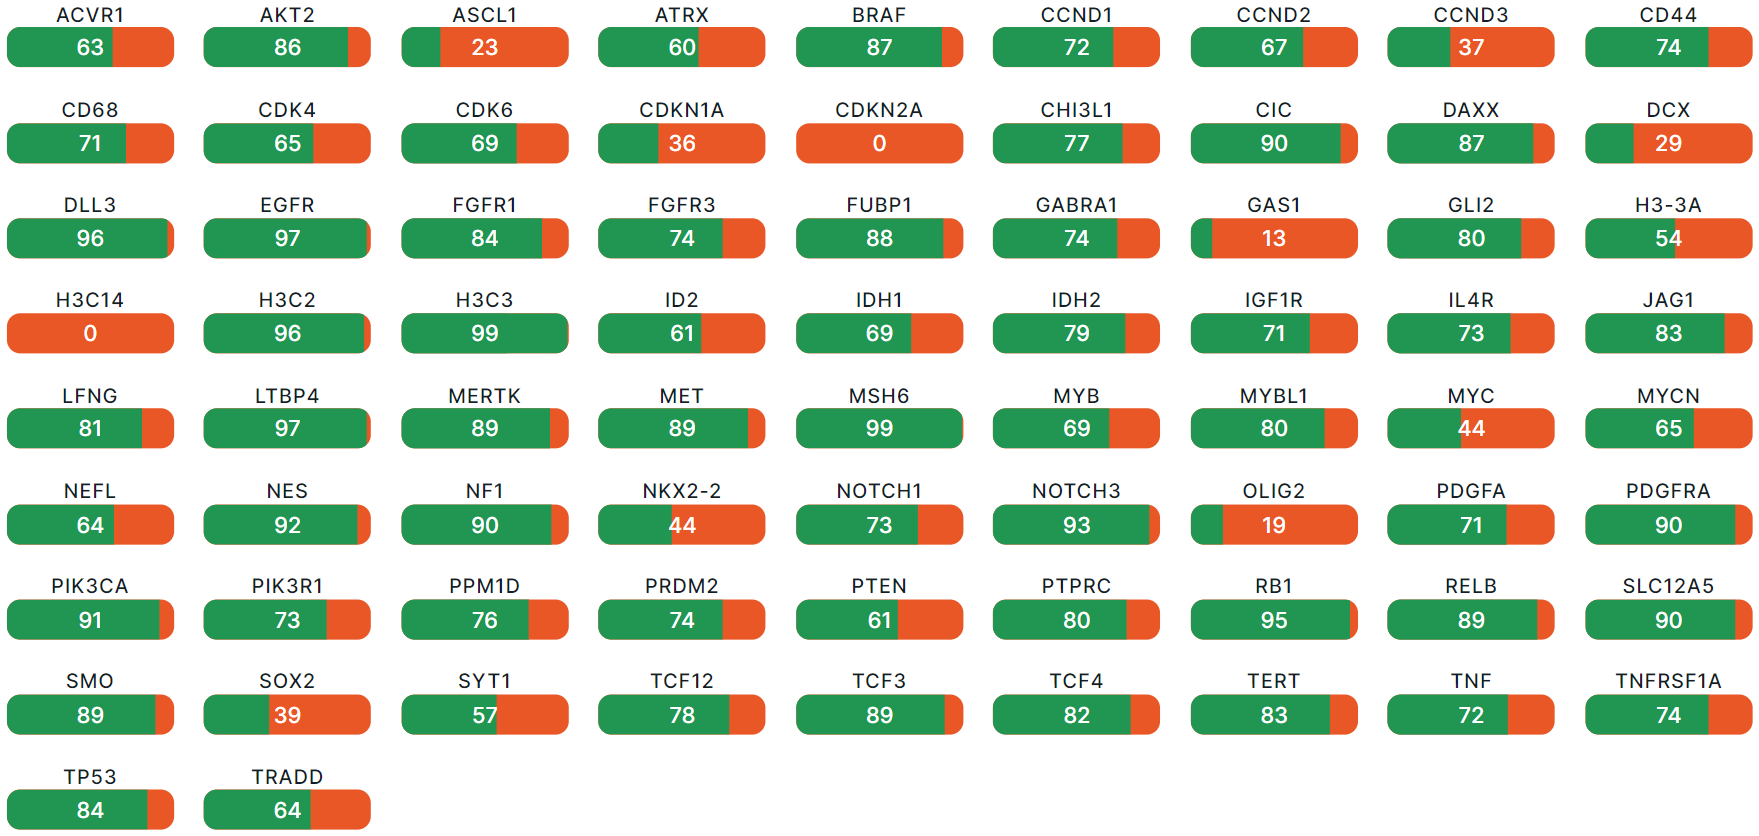 ACVR1 AKT2 ASCL1 ATRX BRAF CCND1 CCND2 CCND3 CD44
63 86 23 60 87 72 67 37 74
CD68 CDK4 CDK6 CDKN1A CDKN2A CHI3L1 CIC DAXX DCX
71 65 69 36 0 77 90 87 29
DLL3 EGFR FGFR1 FGFR3 FUBP1 GABRA1 GAS1 GLI2 H3-3A
96 97 84 74 88 74 13 80 54
H3C14 H3C2 H3C3 ID2 IDH1 IDH2 IGF1R IL4R JAG1
0 96 99 61 69 79 71 73 83
LFNG LTBP4 MERTK MET MSH6 MYB MYBL1 MYC MYCN
81 97 89 89 99 69 80 44 65
NEFL NES NF1 NKX2-2 NOTCH1 NOTCH3 OLIG2 PDGFA PDGFRA
64 92 90 44 73 93 19 71 90
PIK3CA PIK3R1 PPM1D PRDM2 PTEN PTPRC RB1 RELB SLC12A5
91 73 76 74 61 80 95 89 90
SMO SOX2 SYT1 TCF12 TCF3 TCF4 TERT TNF TNFRSF1A
89 39 57 78 89 82 83 72 74
TP53 TRADD
84 64